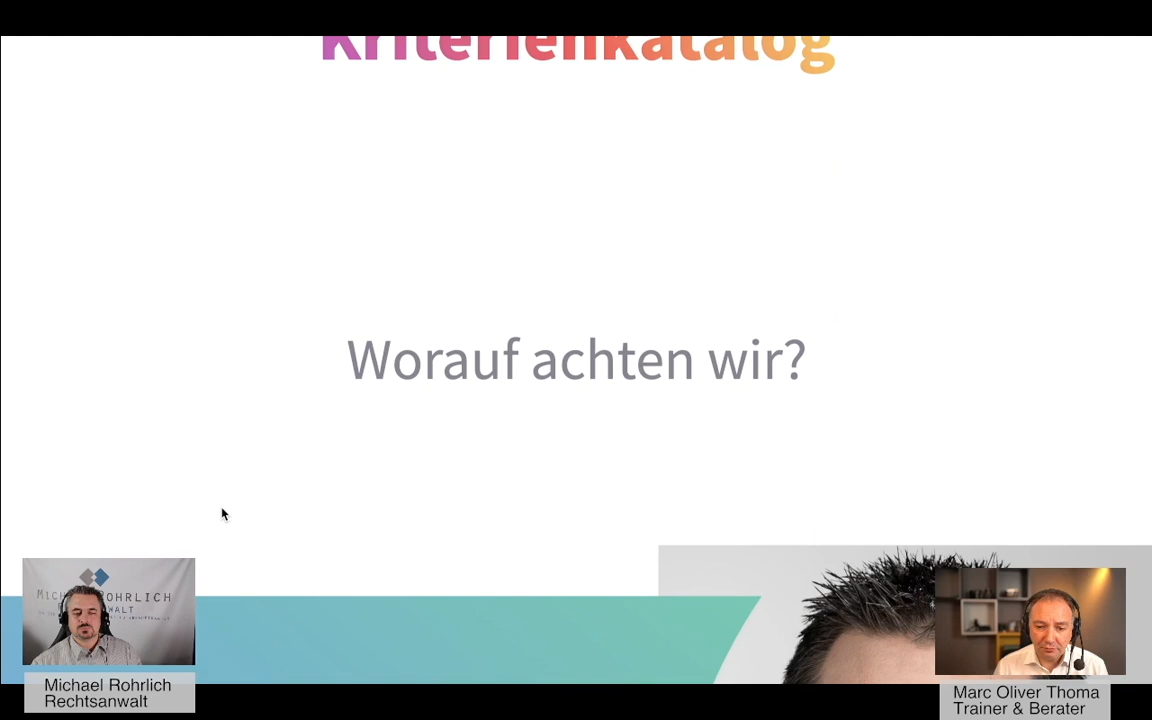 Kriterienkatalog
Worauf achten wir?
Michael Rohrlich
Rechtsanwalt
Marc Oliver Thoma
Trainer & Berater